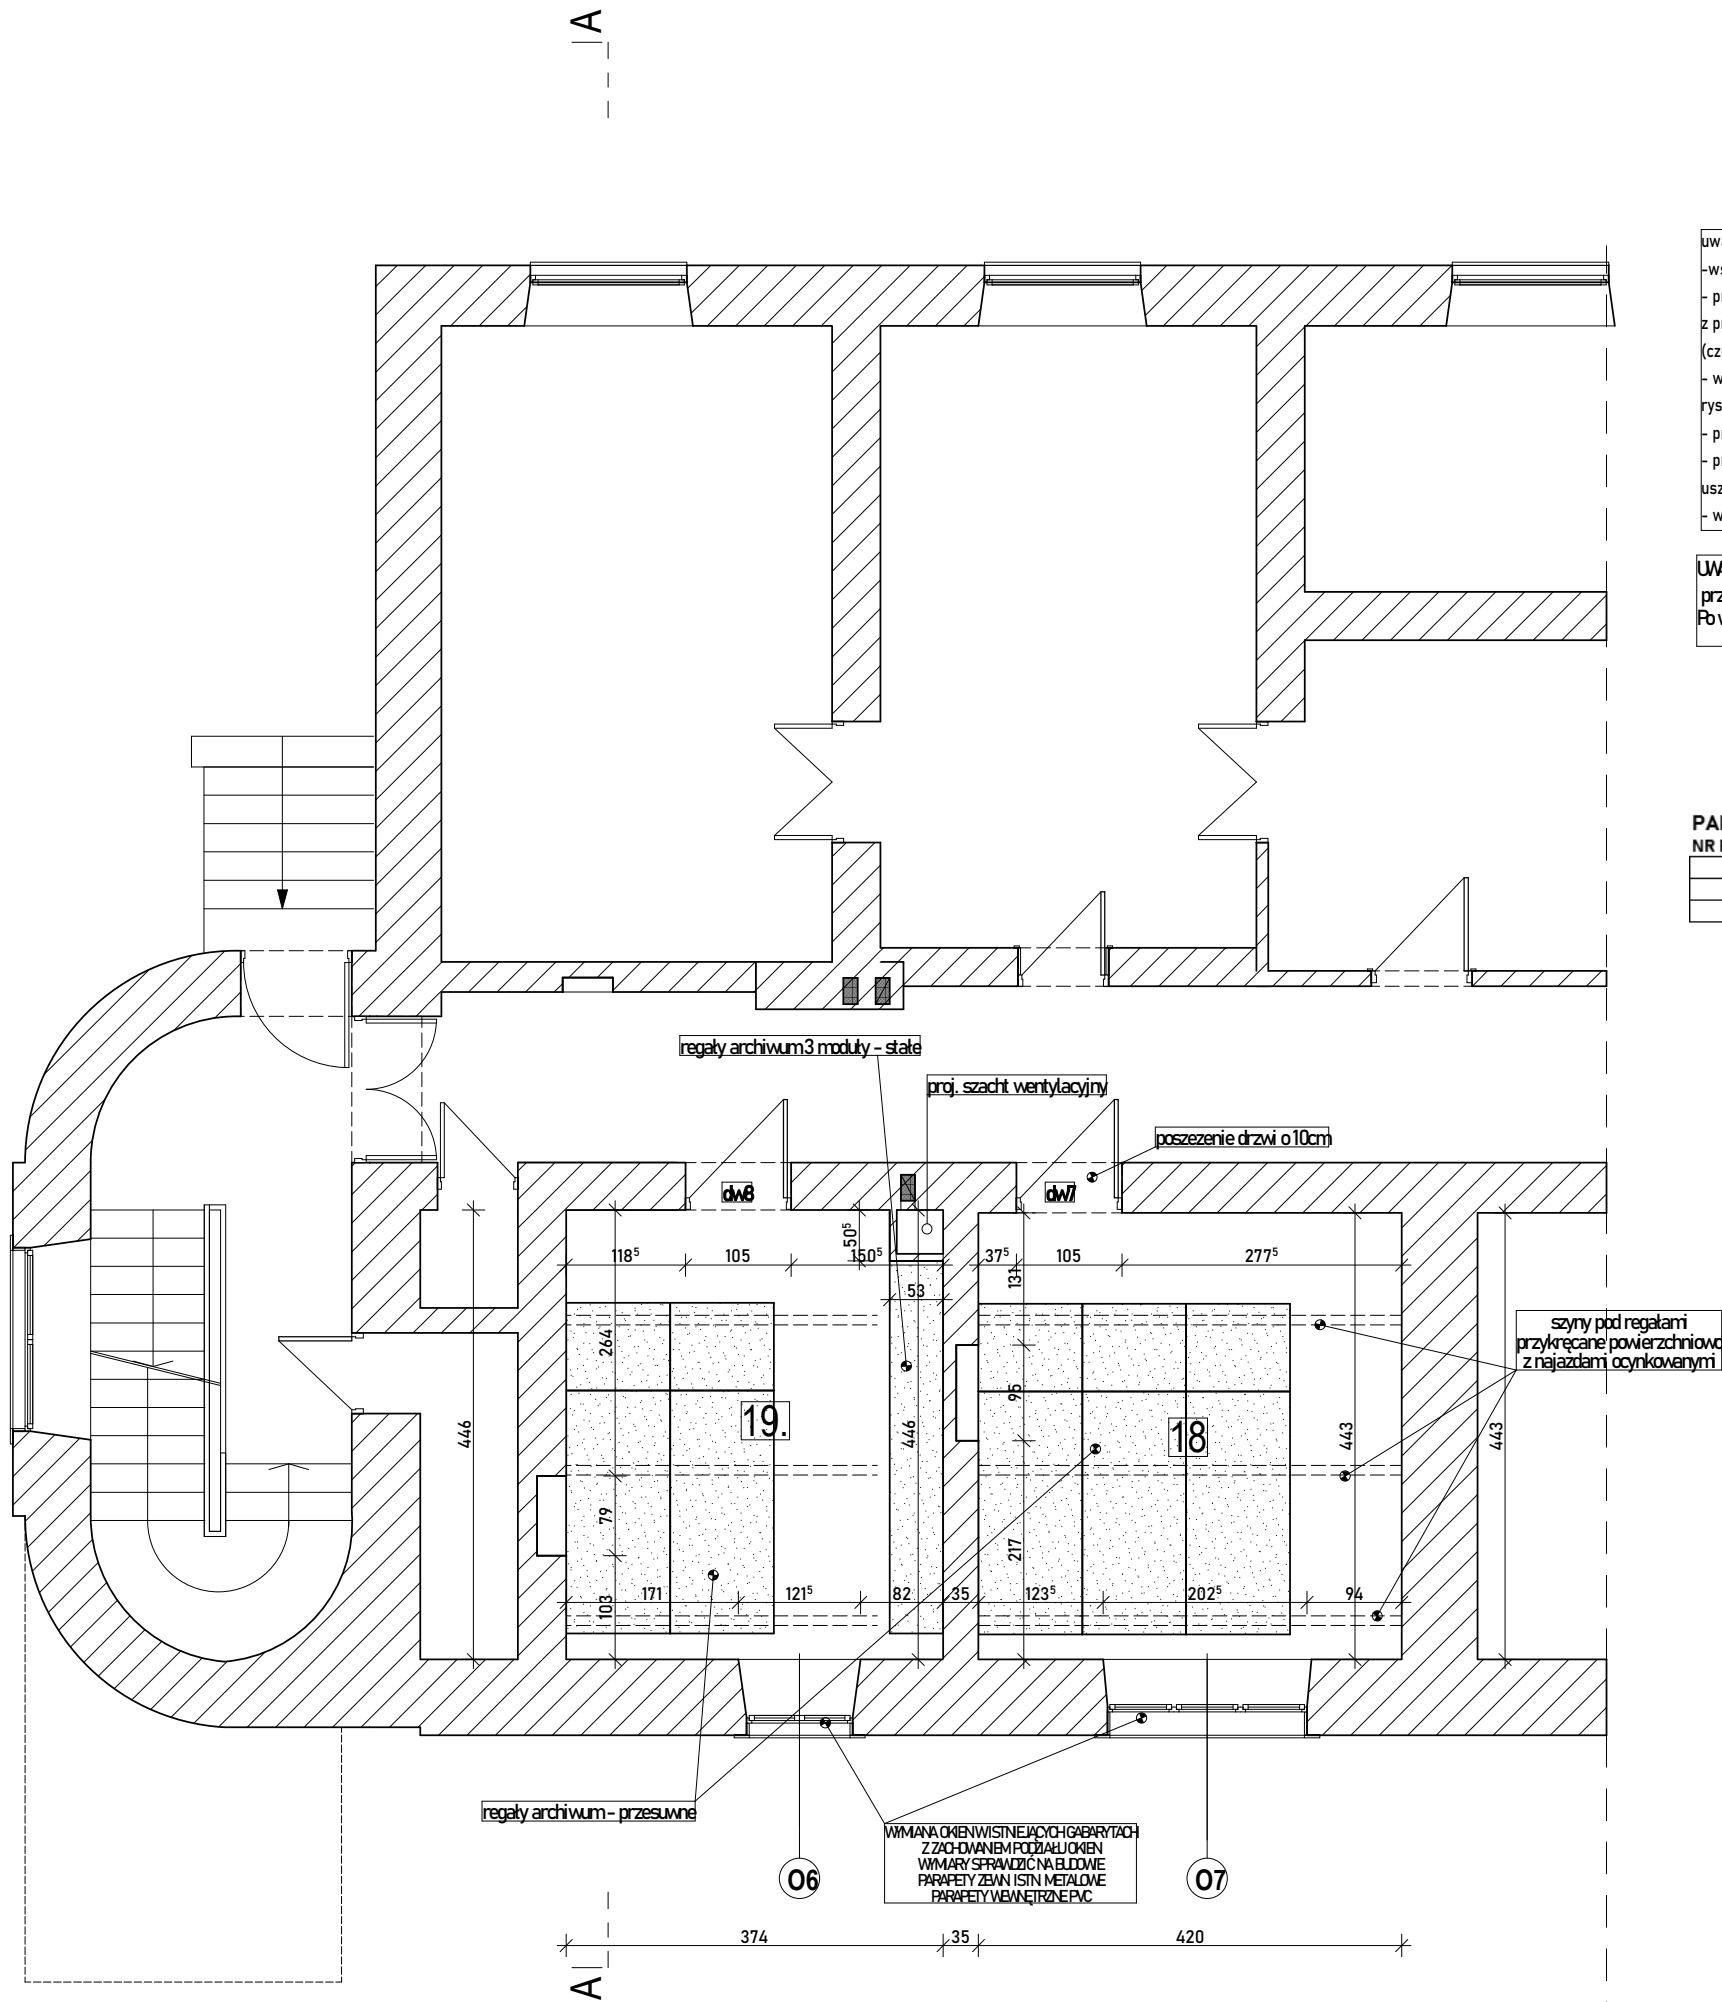 A
regały archiwum 3 moduły - stałe
proj. szacht wentylacyjny
poszezenie drzwi o 10cm
dw8
dw7
50⁵
118⁵
105
150⁵
37⁵
105
277⁵
131
53
264
95
szyny pod regałami
przykręcane powierzchniowo
z najazdami ocynkowanymi
19.
18
446
446
443
443
79
217
103
171
121⁵
82
35
123⁵
202⁵
94
regały archiwum - przesuwne
WYMIANA OKIEN W ISTNIEJĄCYCH GABARYTACH
Z ZACHOWANIEM PODZIAŁU OKIEN
WYMIARY SPRAWDZIĆ NA BUDOWIE
PARAPETY ZEWN. ISTN. METALOWE
PARAPETY WEWNĘTRZNE PVC
O6
O7
374
35
420
A